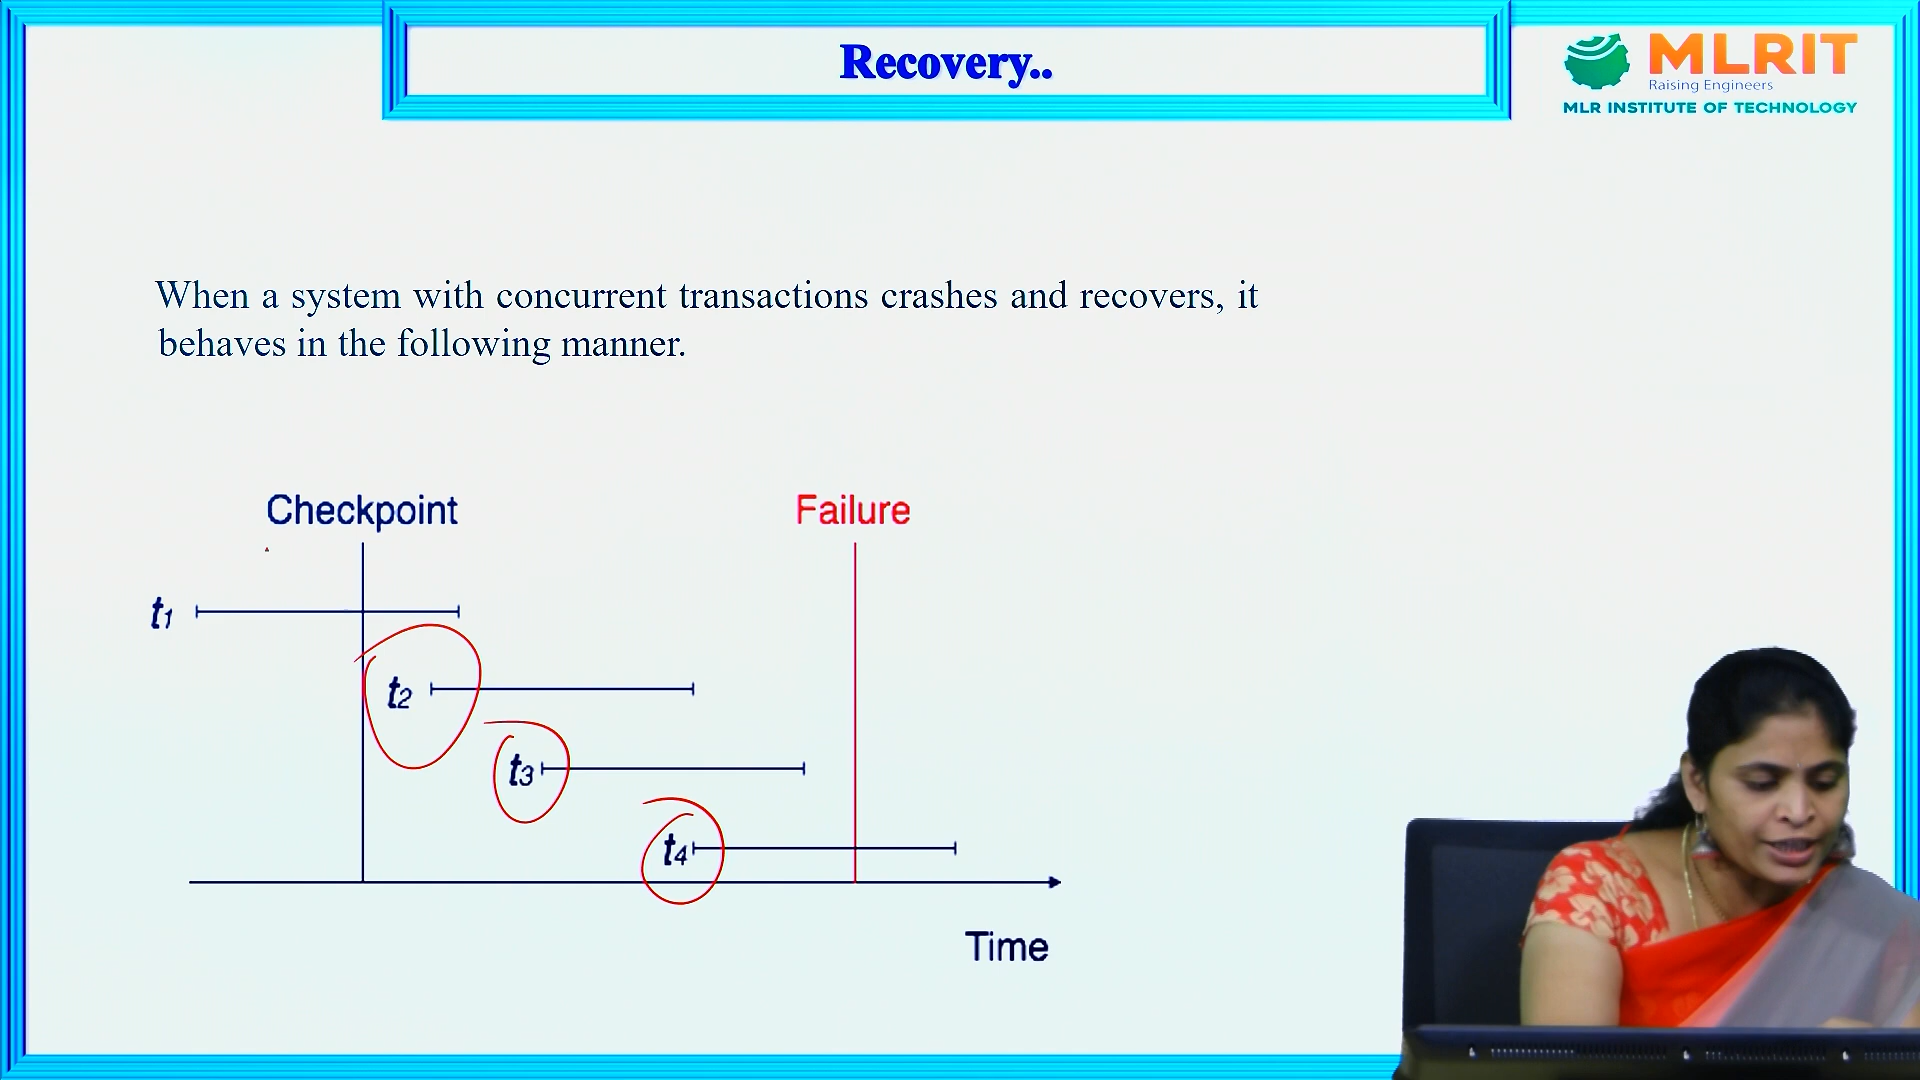 Recovery..
MLRIT
Raising Engineers
MLR INSTITUTE OF TECHNOLOGY
When a system with concurrent transactions crashes and recovers, it
behaves in the following manner.
Checkpoint
Failure
t1
t2
t3
t4
Time